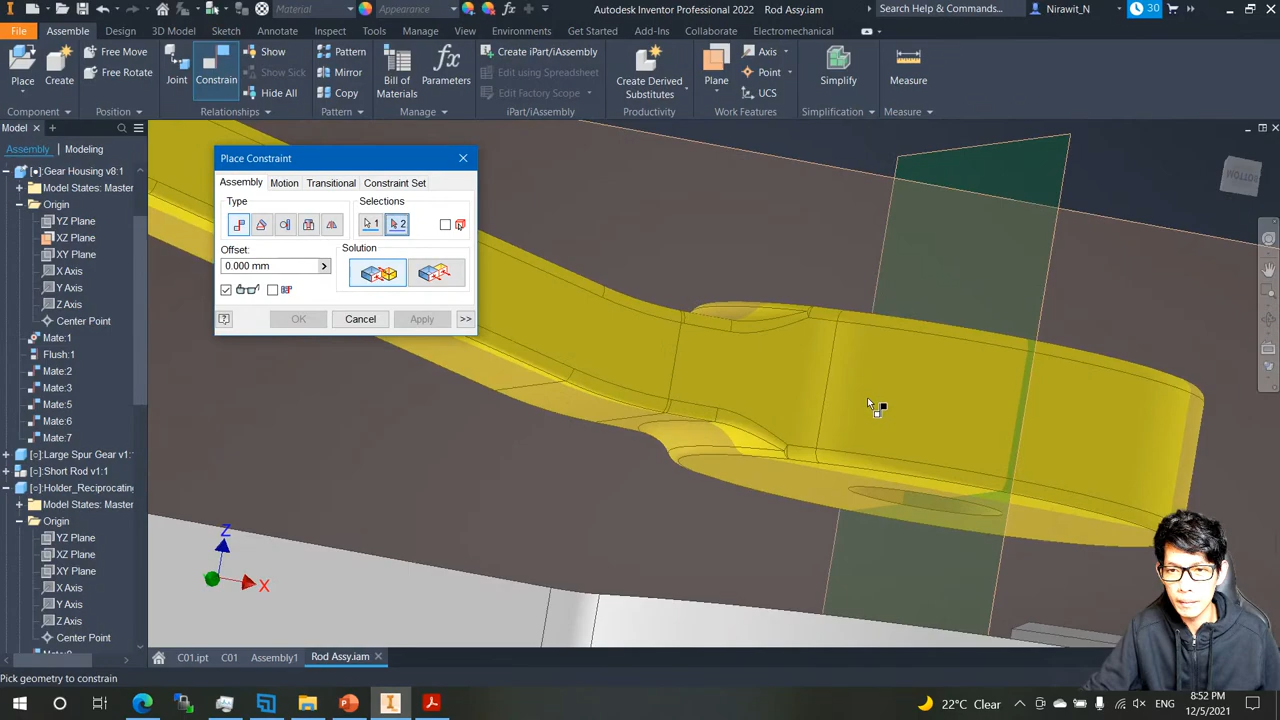 Material
Appearance
Autodesk Inventor Professional 2022
Rod Assy.iam
Search Help & Commands...
Nirawit_N
30
File
Assemble
Design
3D Model
Sketch
Annotate
Inspect
Tools
Manage
View
Environments
Get Started
Add-Ins
Collaborate
Electromechanical
Place
Create
Free Move
Free Rotate
Joint
Constrain
Show
Show Sick
Hide All
Pattern
Mirror
Copy
Bill of
Materials
fx
Parameters
Create iPart/iAssembly
Edit using Spreadsheet
Edit Factory Scope
Create Derived
Substitutes
Plane
Axis
Point
UCS
Simplify
Measure
Component
Position
Relationships
Pattern
Manage
iPart/iAssembly
Productivity
Work Features
Simplification
Measure
Model
Assembly
Modeling
Gear Housing v8:1
Model States: Master
Origin
YZ Plane
XZ Plane
XY Plane
X Axis
Y Axis
Z Axis
Center Point
Mate:1
Flush:1
Mate:2
Mate:3
Mate:5
Mate:6
Mate:7
Large Spur Gear v1:
Short Rod v1:1
Holder_Reciprocating
Model States: Master
Origin
YZ Plane
XZ Plane
XY Plane
X Axis
Y Axis
Z Axis
Center Point
Place Constraint
Assembly
Motion
Transitional
Constraint Set
Type
Selections
1
2
Offset:
Solution
0.000 mm
OK
Cancel
Apply
>>
BOTTOM
Z
X
C01.ipt
C01
Assembly1
Rod Assy.iam
Pick geometry to constrain
22°C Clear
ENG
8:52 PM
12/5/2021